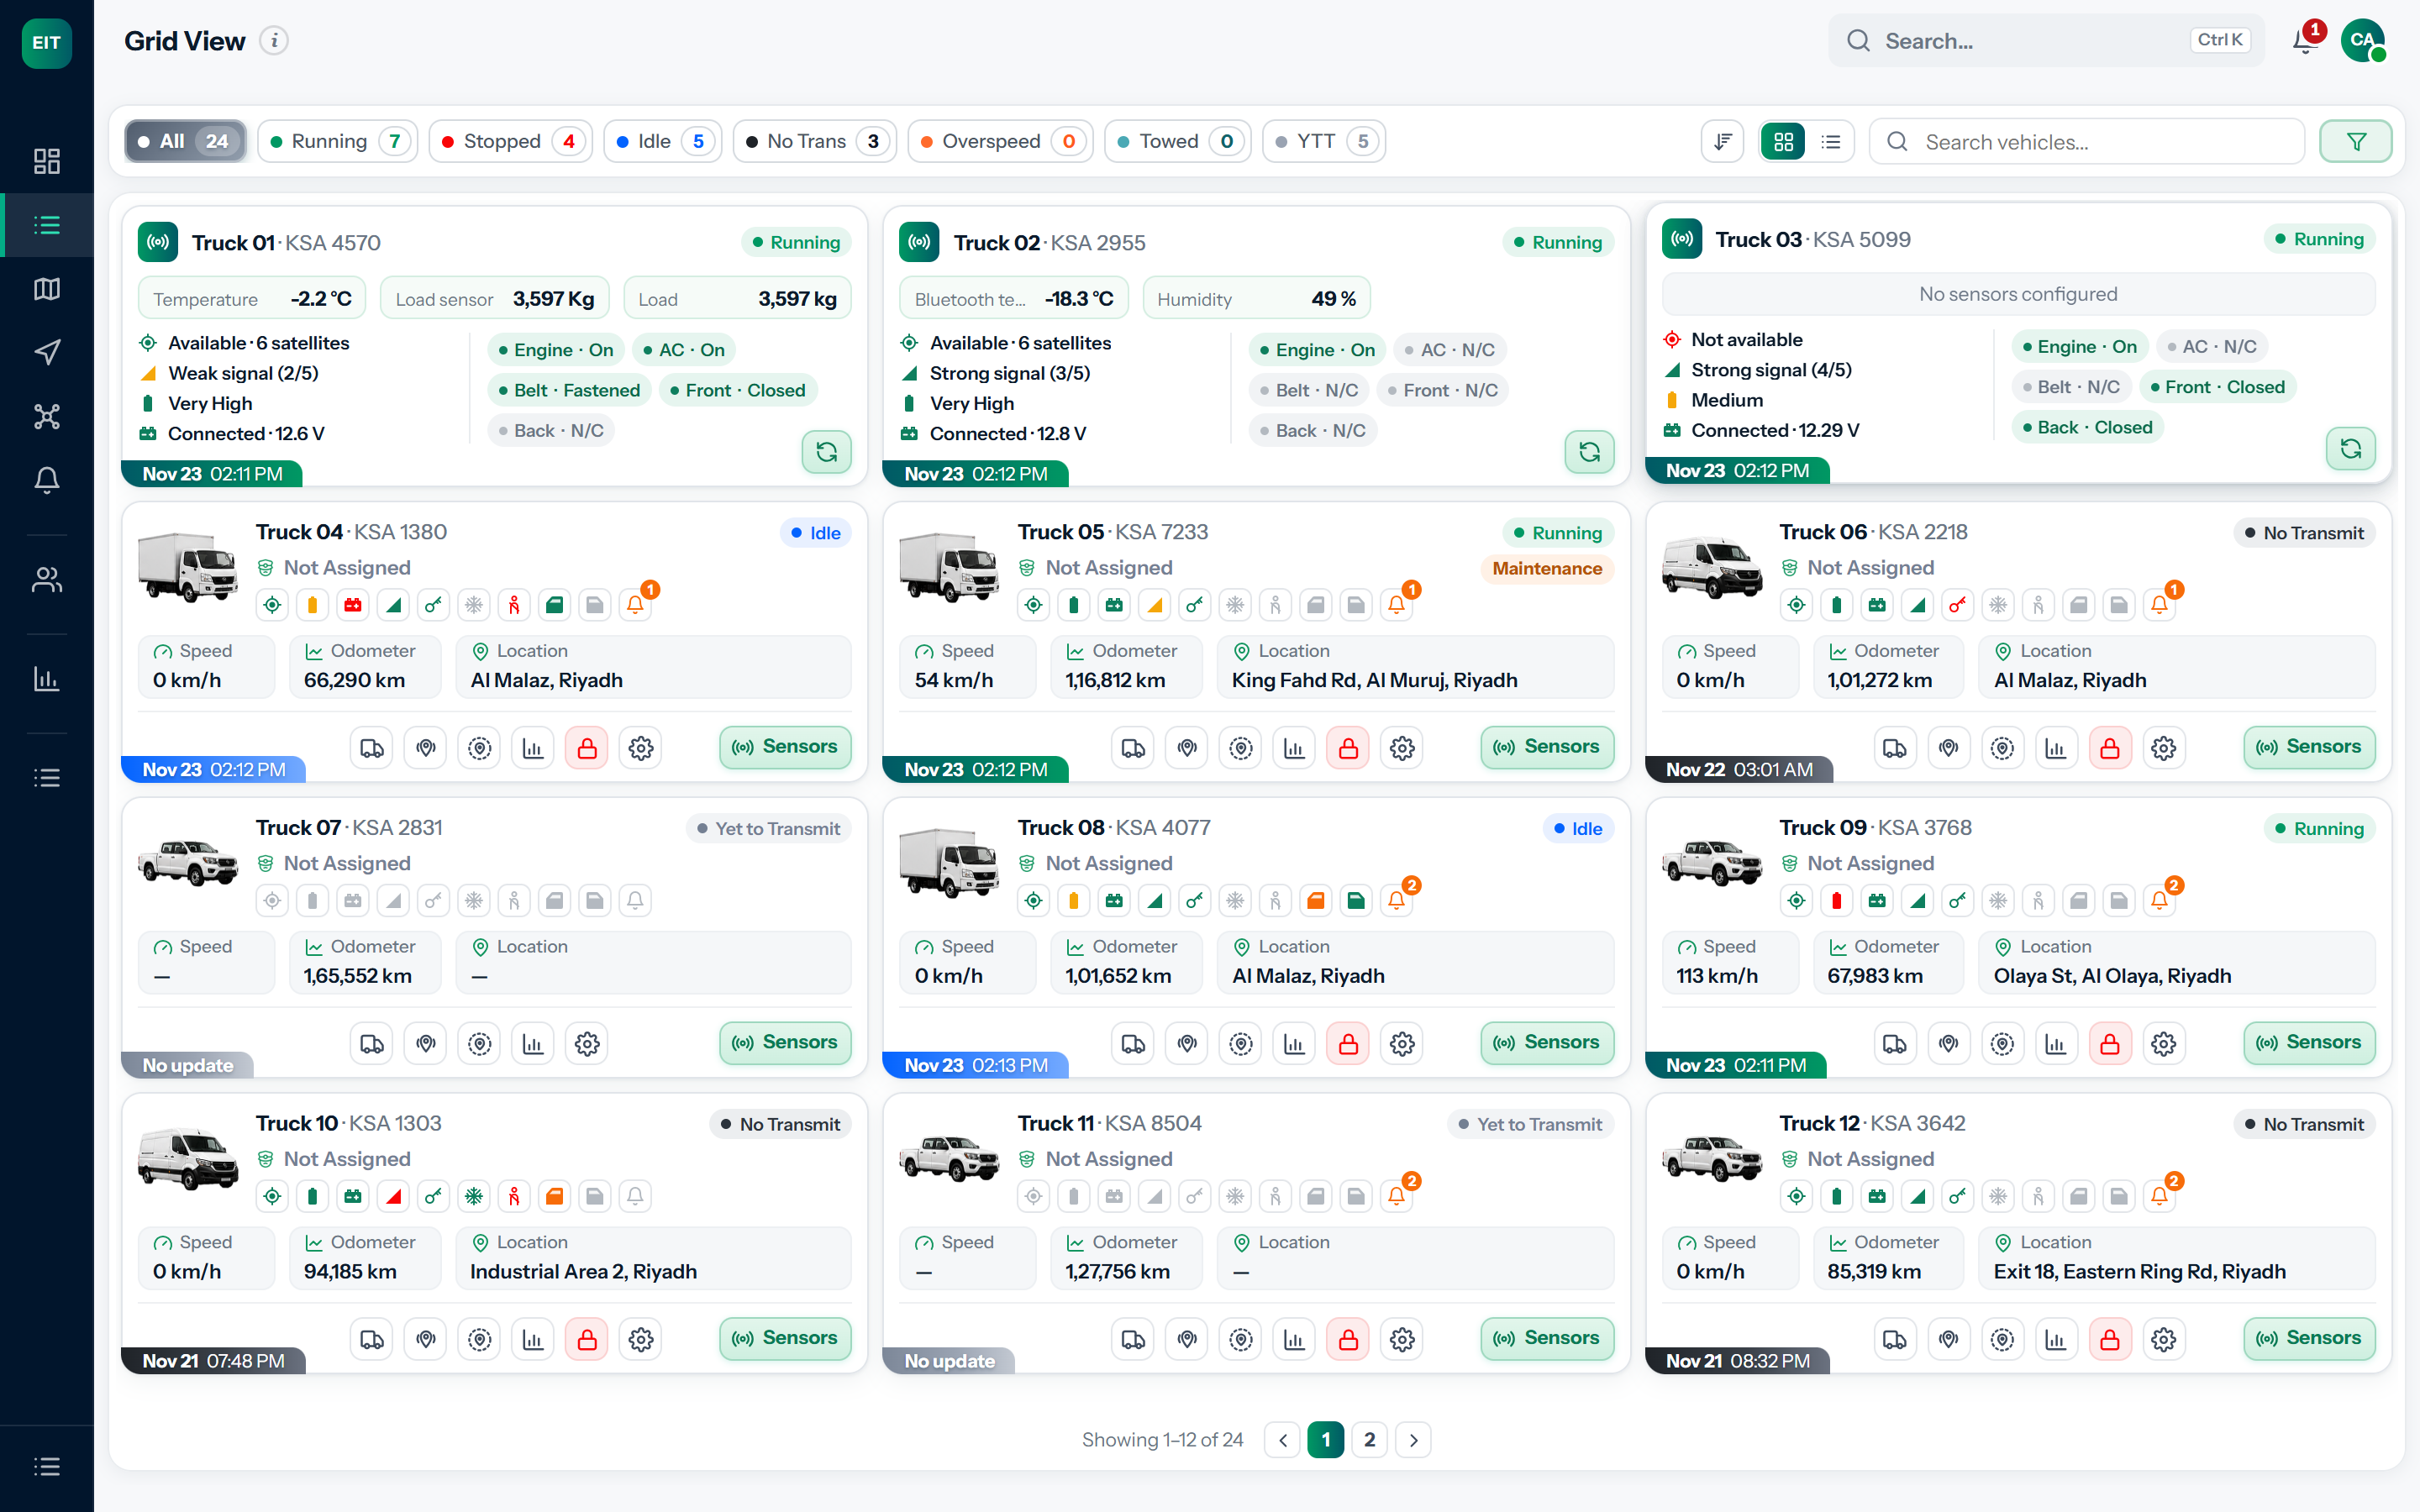 EIT
Grid View
Search...
Ctrl K
1
CA
All 24
Running 7
Stopped 4
Idle 5
No Trans 3
Overspeed 0
Towed 0
YTT 5
Search vehicles...
Truck 01 · KSA 4570
Running
Temperature -2.2 °C
Load sensor 3,597 Kg
Load 3,597 kg
Available · 6 satellites
Weak signal (2/5)
Very High
Connected · 12.6 V
Engine · On
AC · On
Belt · Fastened
Front · Closed
Back · N/C
Nov 23 02:11 PM
Truck 02 · KSA 2955
Running
Bluetooth te... -18.3 °C
Humidity 49 %
Available · 6 satellites
Strong signal (3/5)
Very High
Connected · 12.8 V
Engine · On
AC · N/C
Belt · N/C
Front · N/C
Back · N/C
Nov 23 02:12 PM
Truck 03 · KSA 5099
Running
No sensors configured
Not available
Strong signal (4/5)
Medium
Connected · 12.29 V
Engine · On
AC · N/C
Belt · N/C
Front · Closed
Back · Closed
Nov 23 02:12 PM
Truck 04 · KSA 1380
Idle
Not Assigned
1
Speed
0 km/h
Odometer
66,290 km
Location
Al Malaz, Riyadh
Sensors
Nov 23 02:12 PM
Truck 05 · KSA 7233
Running
Not Assigned
Maintenance
1
Speed
54 km/h
Odometer
1,16,812 km
Location
King Fahd Rd, Al Muruj, Riyadh
Sensors
Nov 23 02:12 PM
Truck 06 · KSA 2218
No Transmit
Not Assigned
1
Speed
0 km/h
Odometer
1,01,272 km
Location
Al Malaz, Riyadh
Sensors
Nov 22 03:01 AM
Truck 07 · KSA 2831
Yet to Transmit
Not Assigned
Speed
—
Odometer
1,65,552 km
Location
—
Sensors
No update
Truck 08 · KSA 4077
Idle
Not Assigned
2
Speed
0 km/h
Odometer
1,01,652 km
Location
Al Malaz, Riyadh
Sensors
Nov 23 02:13 PM
Truck 09 · KSA 3768
Running
Not Assigned
2
Speed
113 km/h
Odometer
67,983 km
Location
Olaya St, Al Olaya, Riyadh
Sensors
Nov 23 02:11 PM
Truck 10 · KSA 1303
No Transmit
Not Assigned
Speed
0 km/h
Odometer
94,185 km
Location
Industrial Area 2, Riyadh
Sensors
Nov 21 07:48 PM
Truck 11 · KSA 8504
Yet to Transmit
Not Assigned
2
Speed
—
Odometer
1,27,756 km
Location
—
Sensors
No update
Truck 12 · KSA 3642
No Transmit
Not Assigned
2
Speed
0 km/h
Odometer
85,319 km
Location
Exit 18, Eastern Ring Rd, Riyadh
Sensors
Nov 21 08:32 PM
Showing 1–12 of 24
1
2